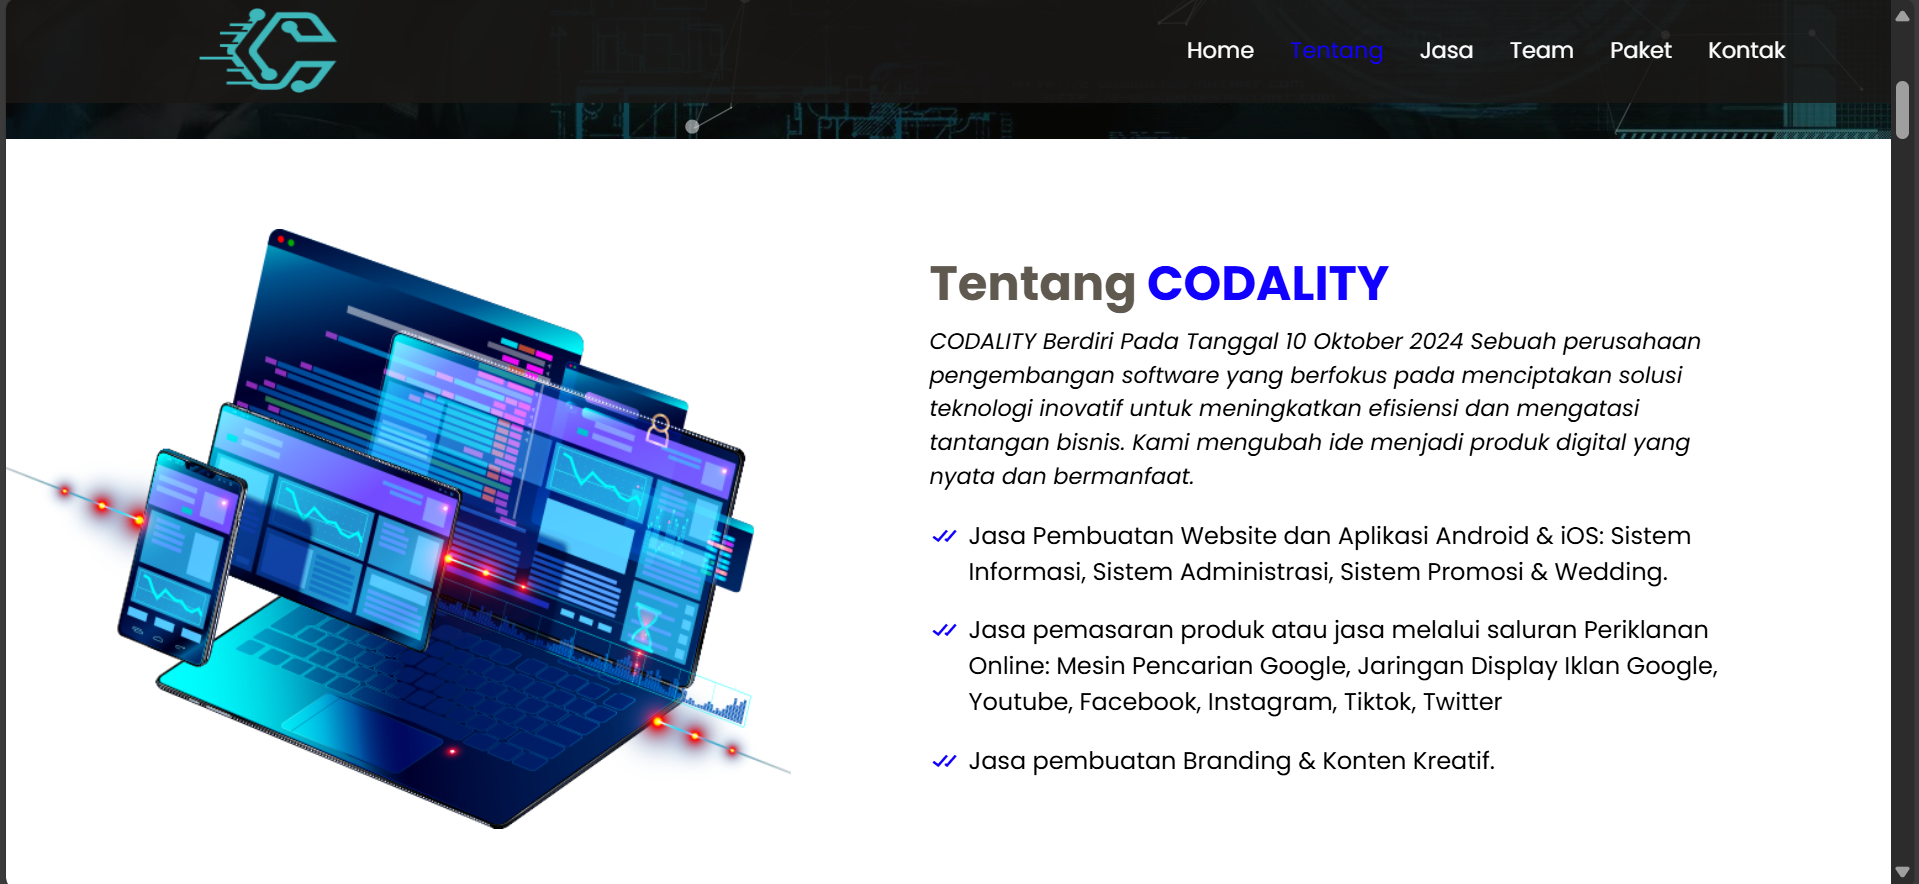 Home Tentang Jasa Team Paket Kontak
Tentang CODALITY
CODALITY Berdiri Pada Tanggal 10 Oktober 2024 Sebuah perusahaan
pengembangan software yang berfokus pada menciptakan solusi
teknologi inovatif untuk meningkatkan efisiensi dan mengatasi
tantangan bisnis. Kami mengubah ide menjadi produk digital yang
nyata dan bermanfaat.
Jasa Pembuatan Website dan Aplikasi Android & iOS: Sistem
Informasi, Sistem Administrasi, Sistem Promosi & Wedding.
Jasa pemasaran produk atau jasa melalui saluran Periklanan
Online: Mesin Pencarian Google, Jaringan Display Iklan Google,
Youtube, Facebook, Instagram, Tiktok, Twitter
Jasa pembuatan Branding & Konten Kreatif.